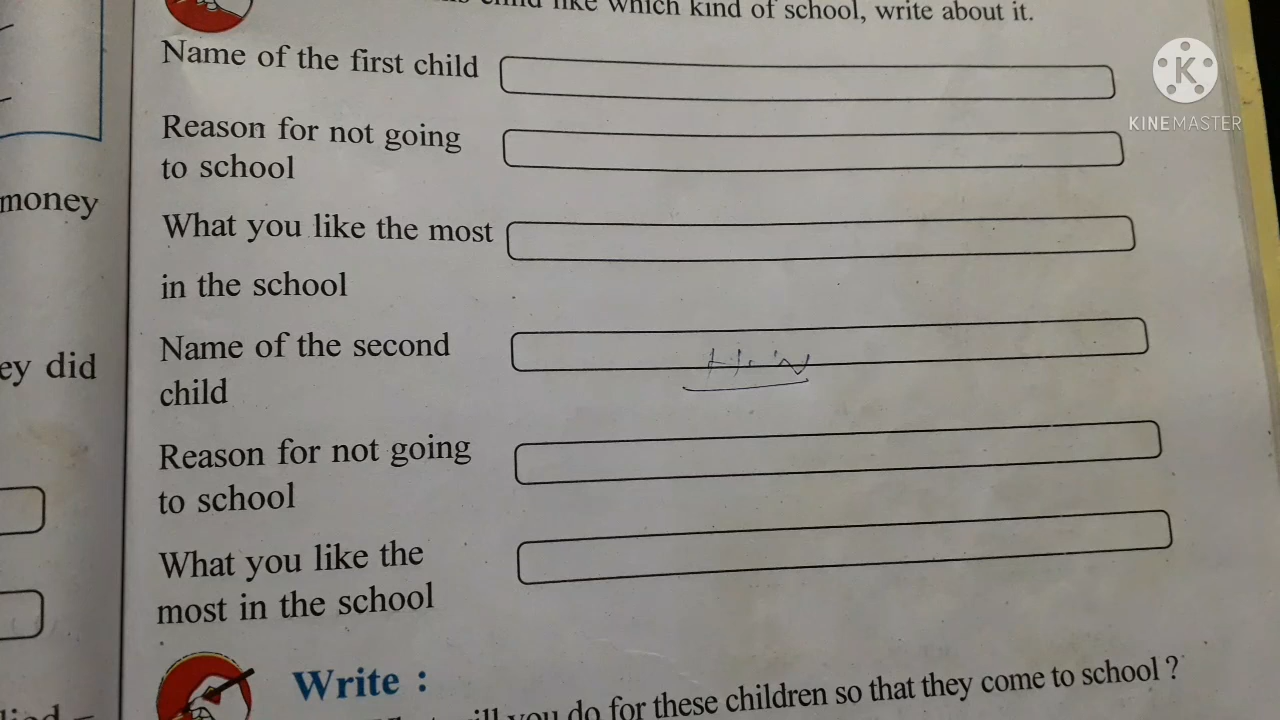 like which kind of school, write about it.
Name of the first child
Reason for not going
to school
What you like the most
in the school
Name of the second
child
Reason for not going
to school
What you like the
most in the school
Write :
you do for these children so that they come to school ?
money
ey did
KINEMASTER